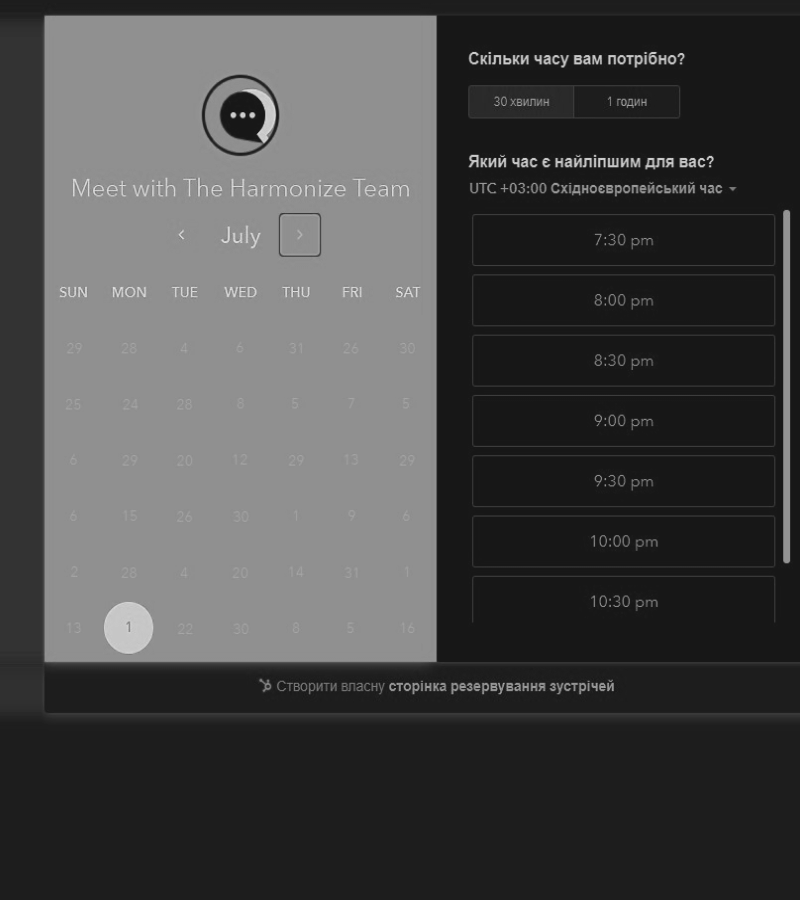 Meet with The Harmonize Team
July
SUN MON TUE WED THU FRI SAT
29 28 4 6 31 26 30
25 24 28 8 5 7 5
6 29 20 12 29 13 29
6 15 26 30 1 9 6
2 28 4 20 14 31 1
13 1 22 30 8 5 16
Скільки часу вам потрібно?
30 хвилин 1 годин
Який час є найліпшим для вас?
UTC +03:00 Східноєвропейський час
7:30 pm
8:00 pm
8:30 pm
9:00 pm
9:30 pm
10:00 pm
10:30 pm
Створити власну сторінка резервування зустрічей